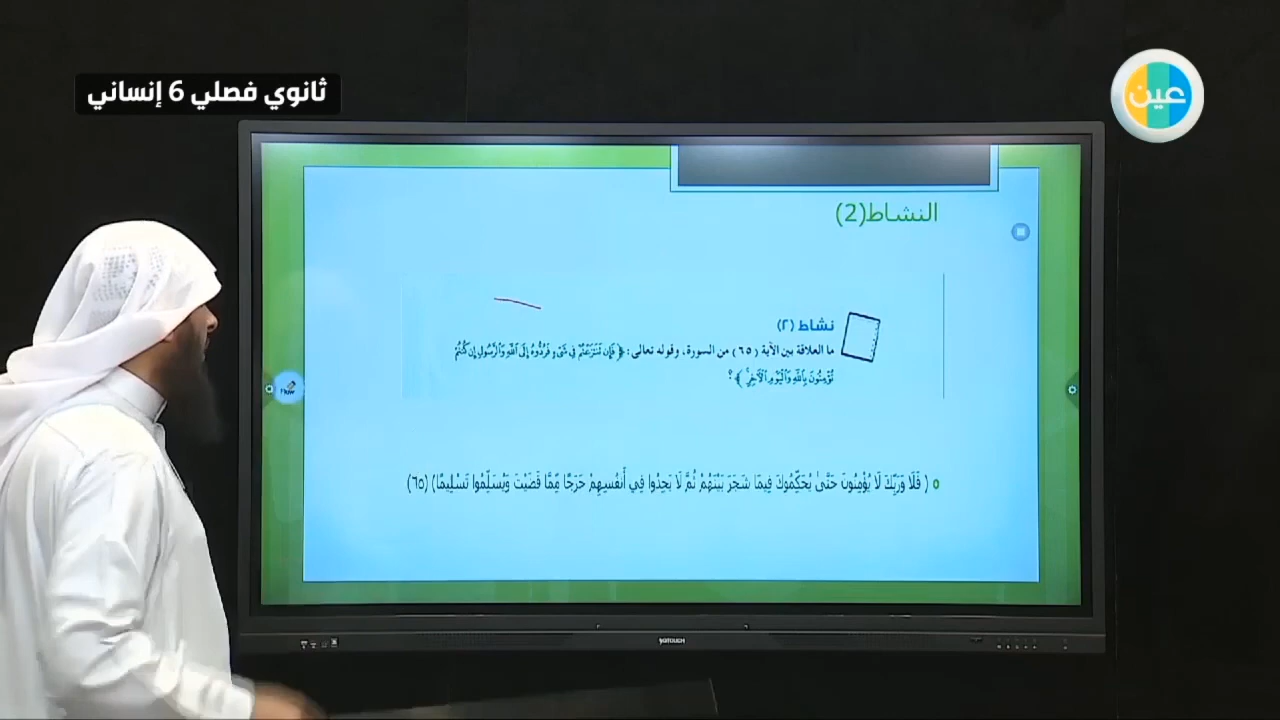 ثانوي فصلي 6 إنساني
عين
النشاط(2)
نشاط (٢)
ما العلاقة بين الآية (٦٥) من السورة، وقوله تعالى: ﴿ فَإِن تَنَٰزَعۡتُمۡ فِي شَيۡءٖ فَرُدُّوهُ إِلَى ٱللَّهِ وَٱلرَّسُولِ إِن كُنتُمۡ
تُؤۡمِنُونَ بِٱللَّهِ وَٱلۡيَوۡمِ ٱلۡأٓخِرِۚ ﴾؟
( فَلَا وَرَبِّكَ لَا يُؤْمِنُونَ حَتَّىٰ يُحَكِّمُوكَ فِيمَا شَجَرَ بَيْنَهُمْ ثُمَّ لَا يَجِدُوا فِي أَنفُسِهِمْ حَرَجًا مِّمَّا قَضَيْتَ وَيُسَلِّمُوا تَسْلِيمًا) (٦٥)
Flow